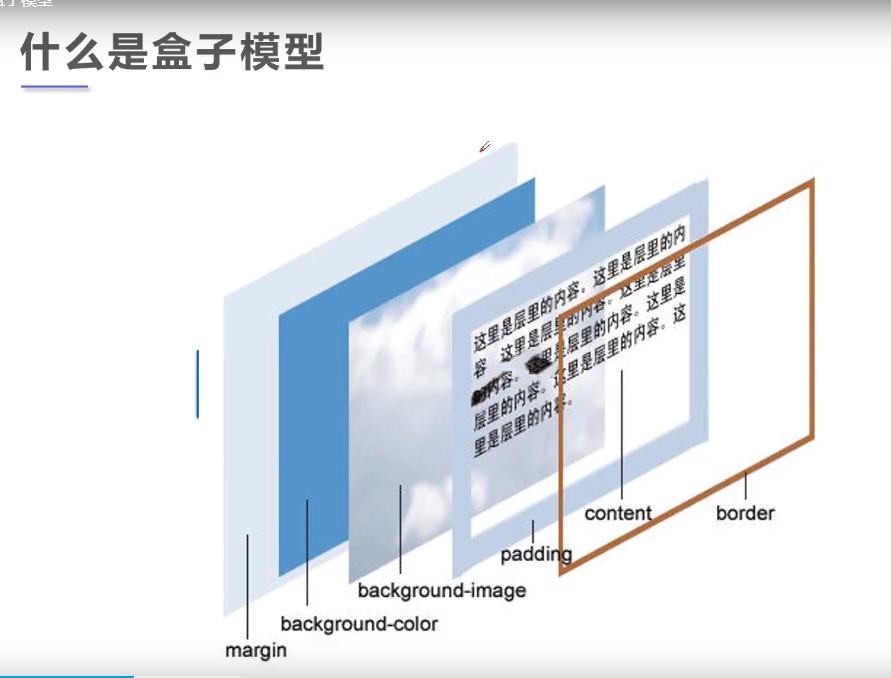 什么是盒子模型
这里是层里的内容。这里是层里的内
容。这里是层里的内容。这里是层里
的内容。这里是层里的内容。这里是
层里的内容。这里是层里的内容。这
里是层里的内容。
content
border
padding
background-image
background-color
margin